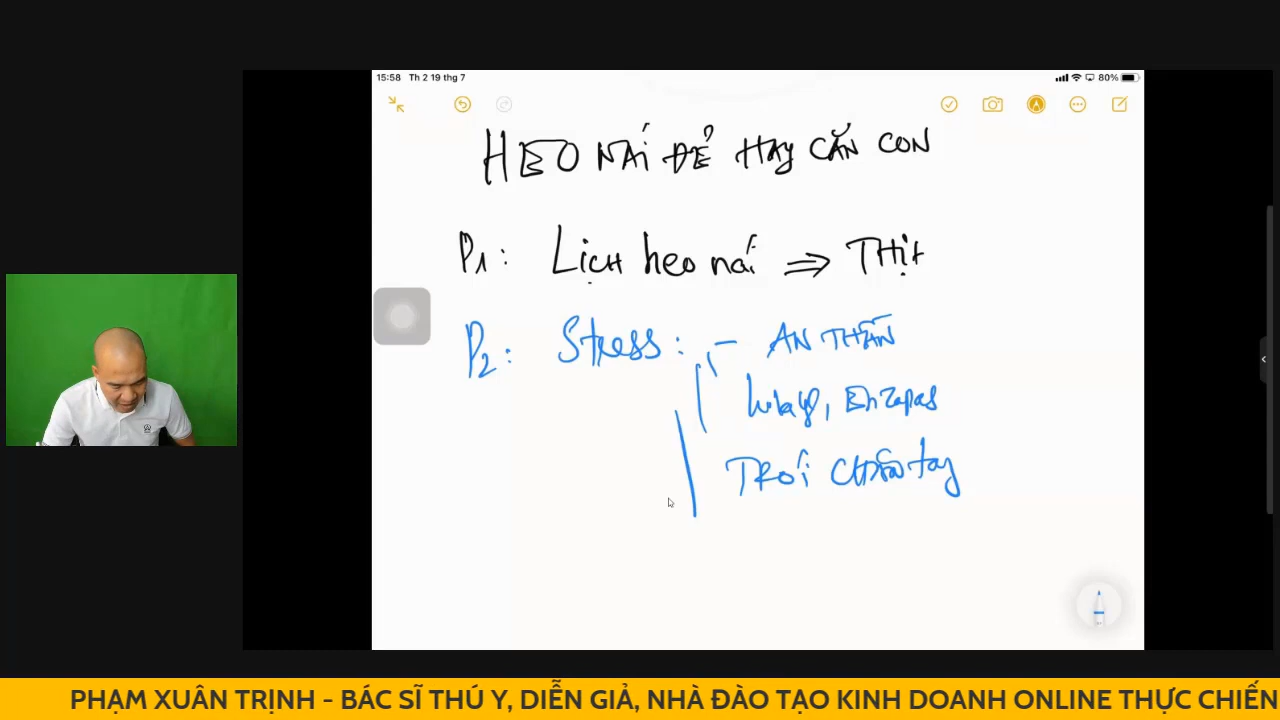 15:58 Th 2 19 thg 7
80%
HEO NÁI ĐẺ HAY CẮN CON
P1: Lịch heo nái ⇒ THỊT
P2: Stress: - AN THẦN
TRÓI CHÂN tay
PHẠM XUÂN TRỊNH - BÁC SĨ THÚ Y, DIỄN GIẢ, NHÀ ĐÀO TẠO KINH DOANH ONLINE THỰC CHIẾN